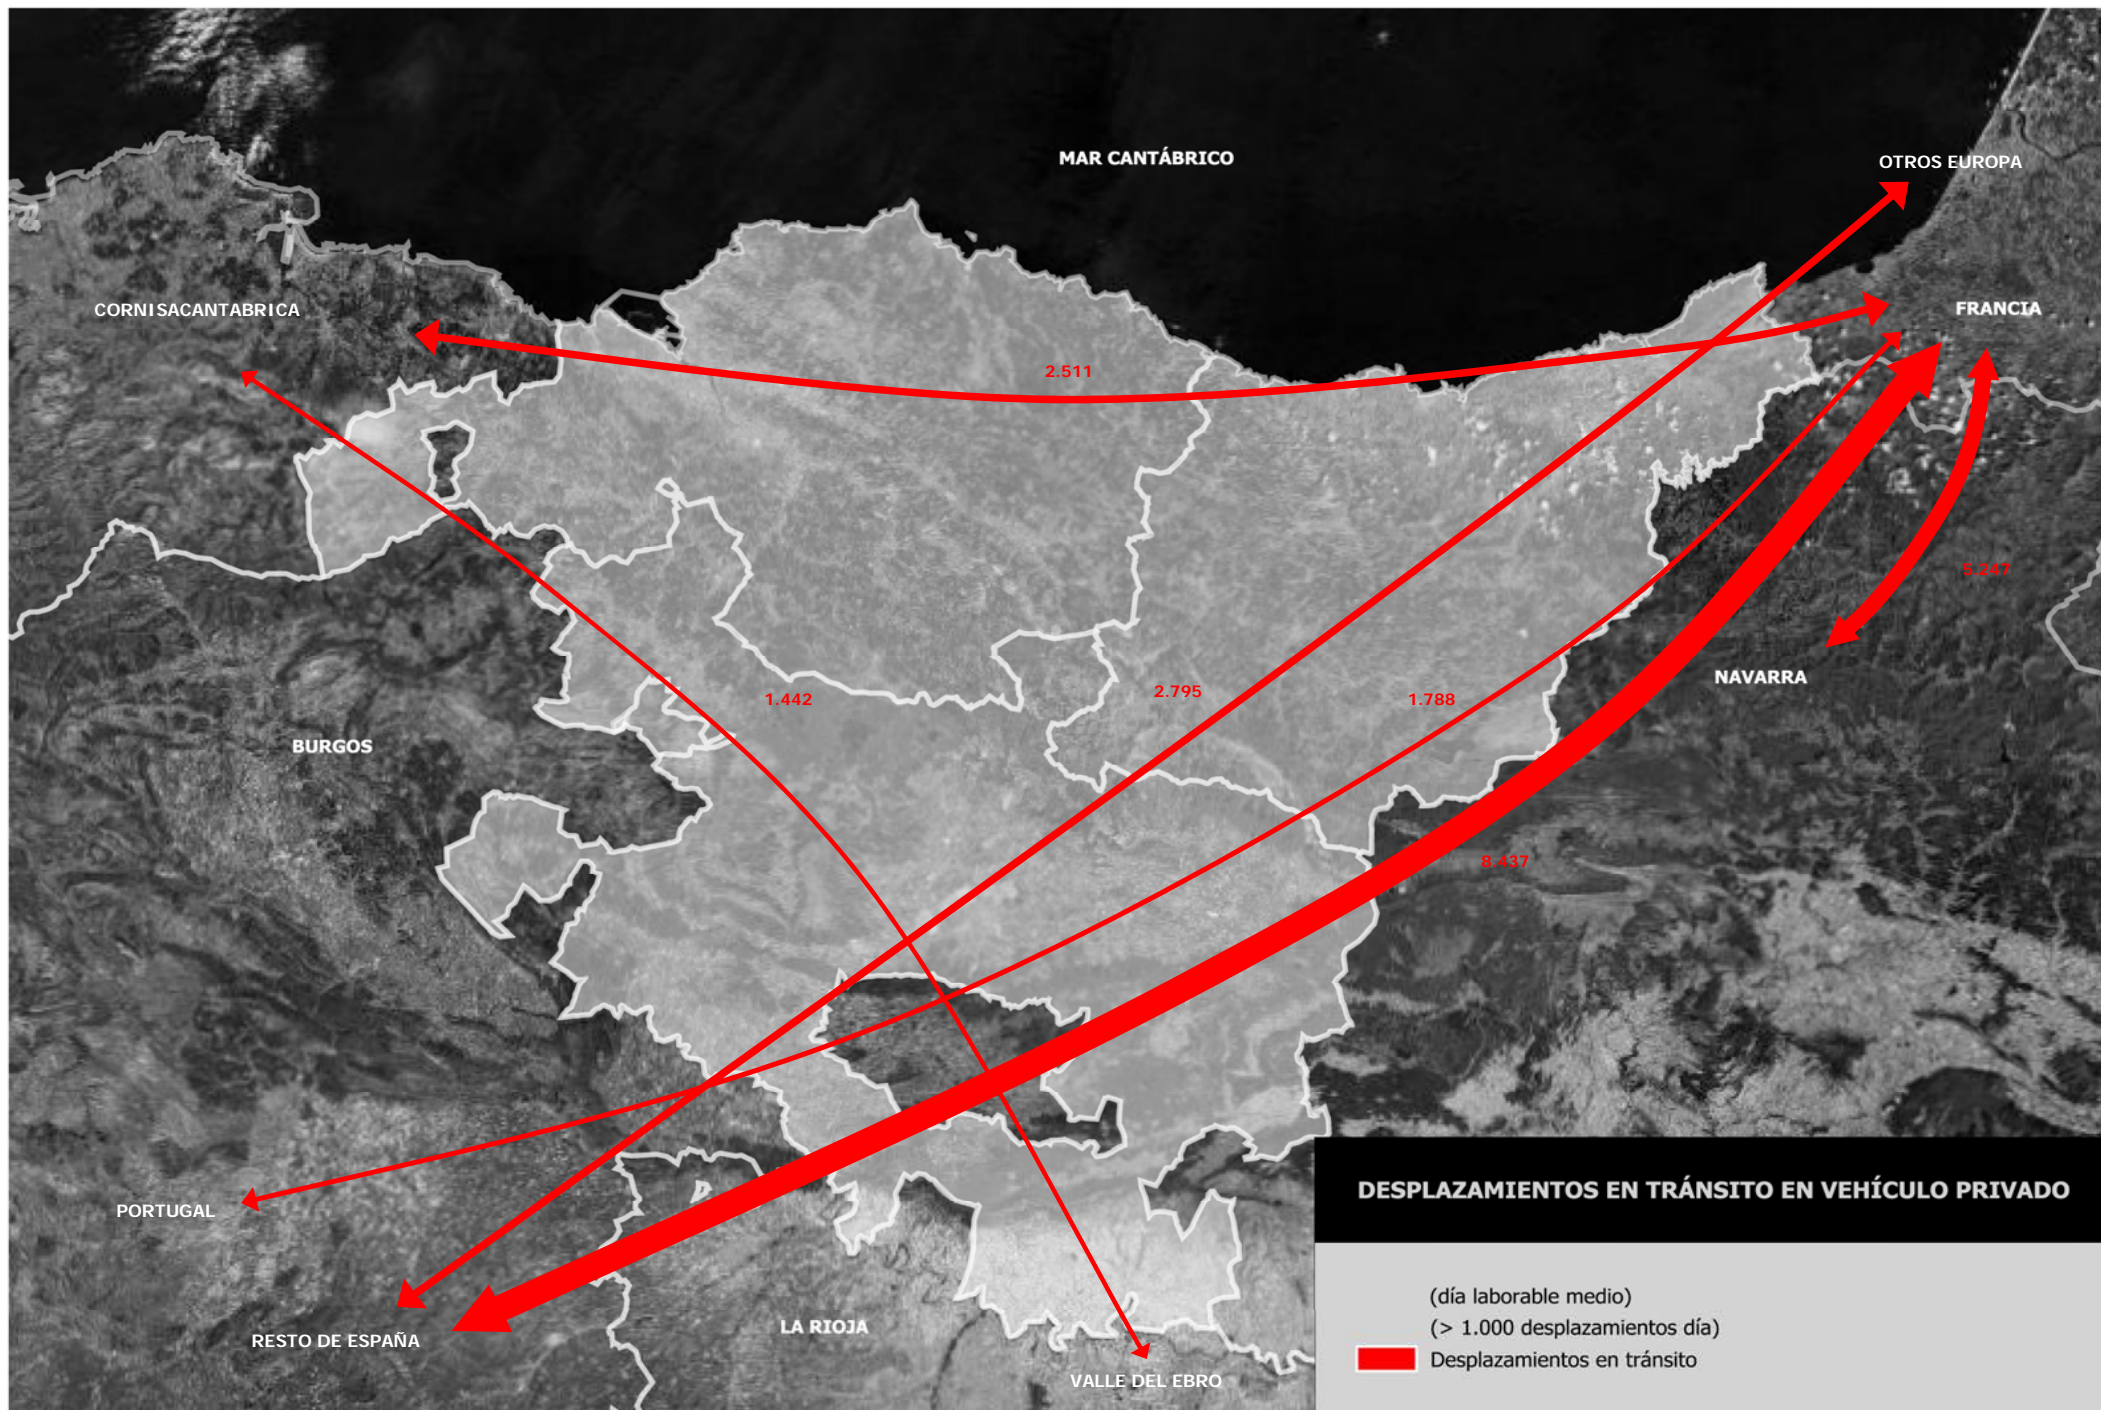 MAR CANTÁBRICO
OTROS EUROPA
CORNISACANTABRICA
FRANCIA
2.511
5.247
NAVARRA
1.442
2.795
1.788
BURGOS
8.437
PORTUGAL
RESTO DE ESPAÑA
LA RIOJA
VALLE DEL EBRO
DESPLAZAMIENTOS EN TRÁNSITO EN VEHÍCULO PRIVADO
(día laborable medio)
(> 1.000 desplazamientos día)
Desplazamientos en tránsito